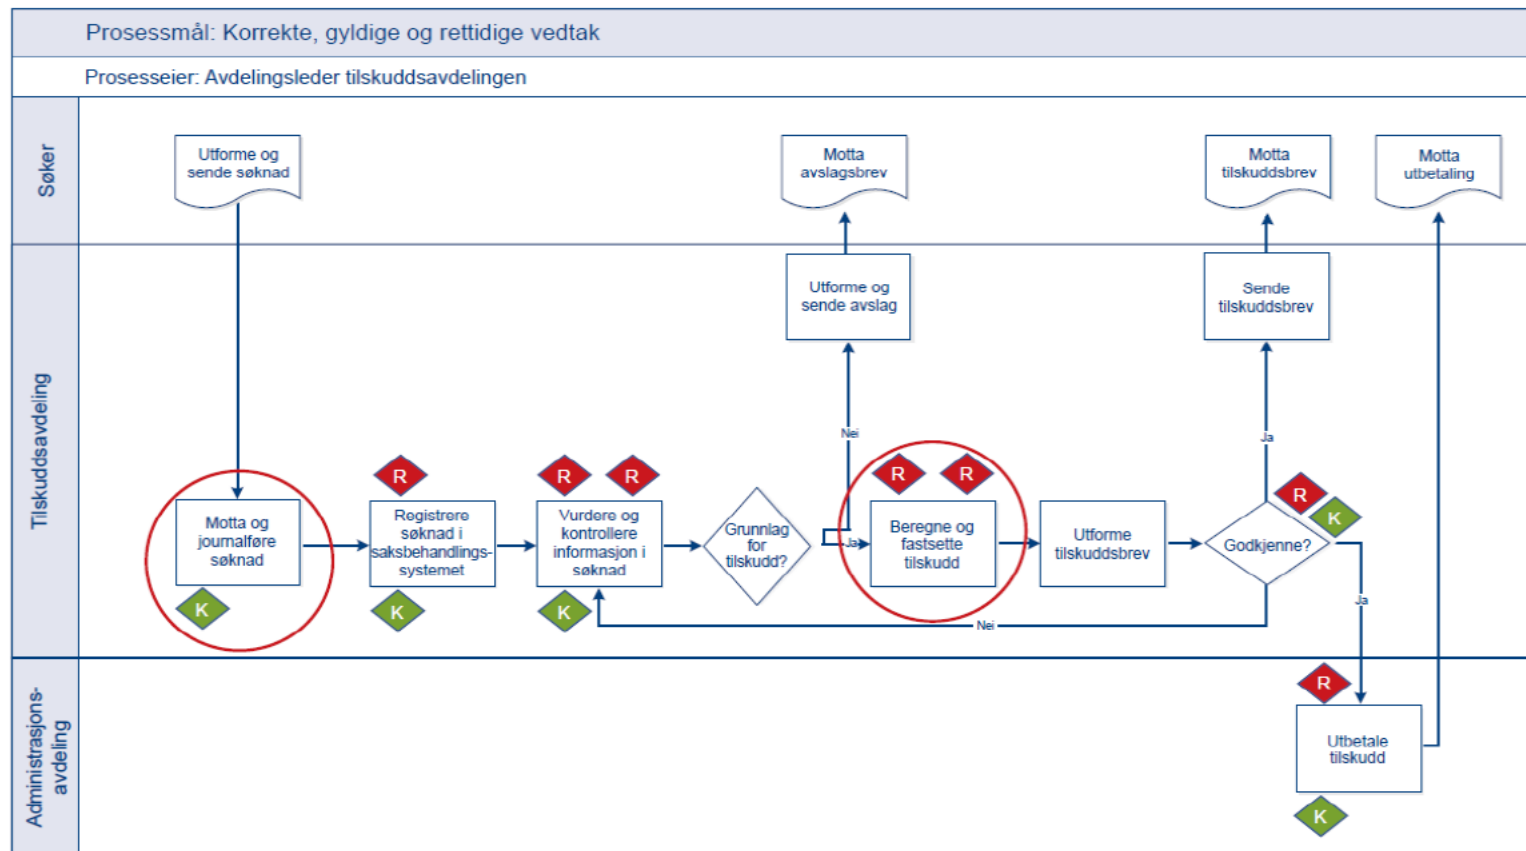 Prosessmål: Korrekte, gyldige og rettidige vedtak
Prosesseier: Avdelingsleder tilskuddsavdelingen
Søker
Utforme og
sende søknad
Motta
avslagsbrev
Motta
tilskuddsbrev
Motta
utbetaling
Tilskuddsavdeling
Utforme og
sende avslag
Sende
tilskuddsbrev
Nei
Ja
R
R
R
R
R
R
K
Motta og
journalføre
søknad
Registrere
søknad i
saksbehandlings-
systemet
Vurdere og
kontrollere
informasjon i
søknad
Grunnlag
for
tilskudd?
Ja
Beregne og
fastsette
tilskudd
Utforme
tilskuddsbrev
Godkjenne?
K
K
K
Nei
Ja
Administrasjons-
avdeling
R
Utbetale
tilskudd
K